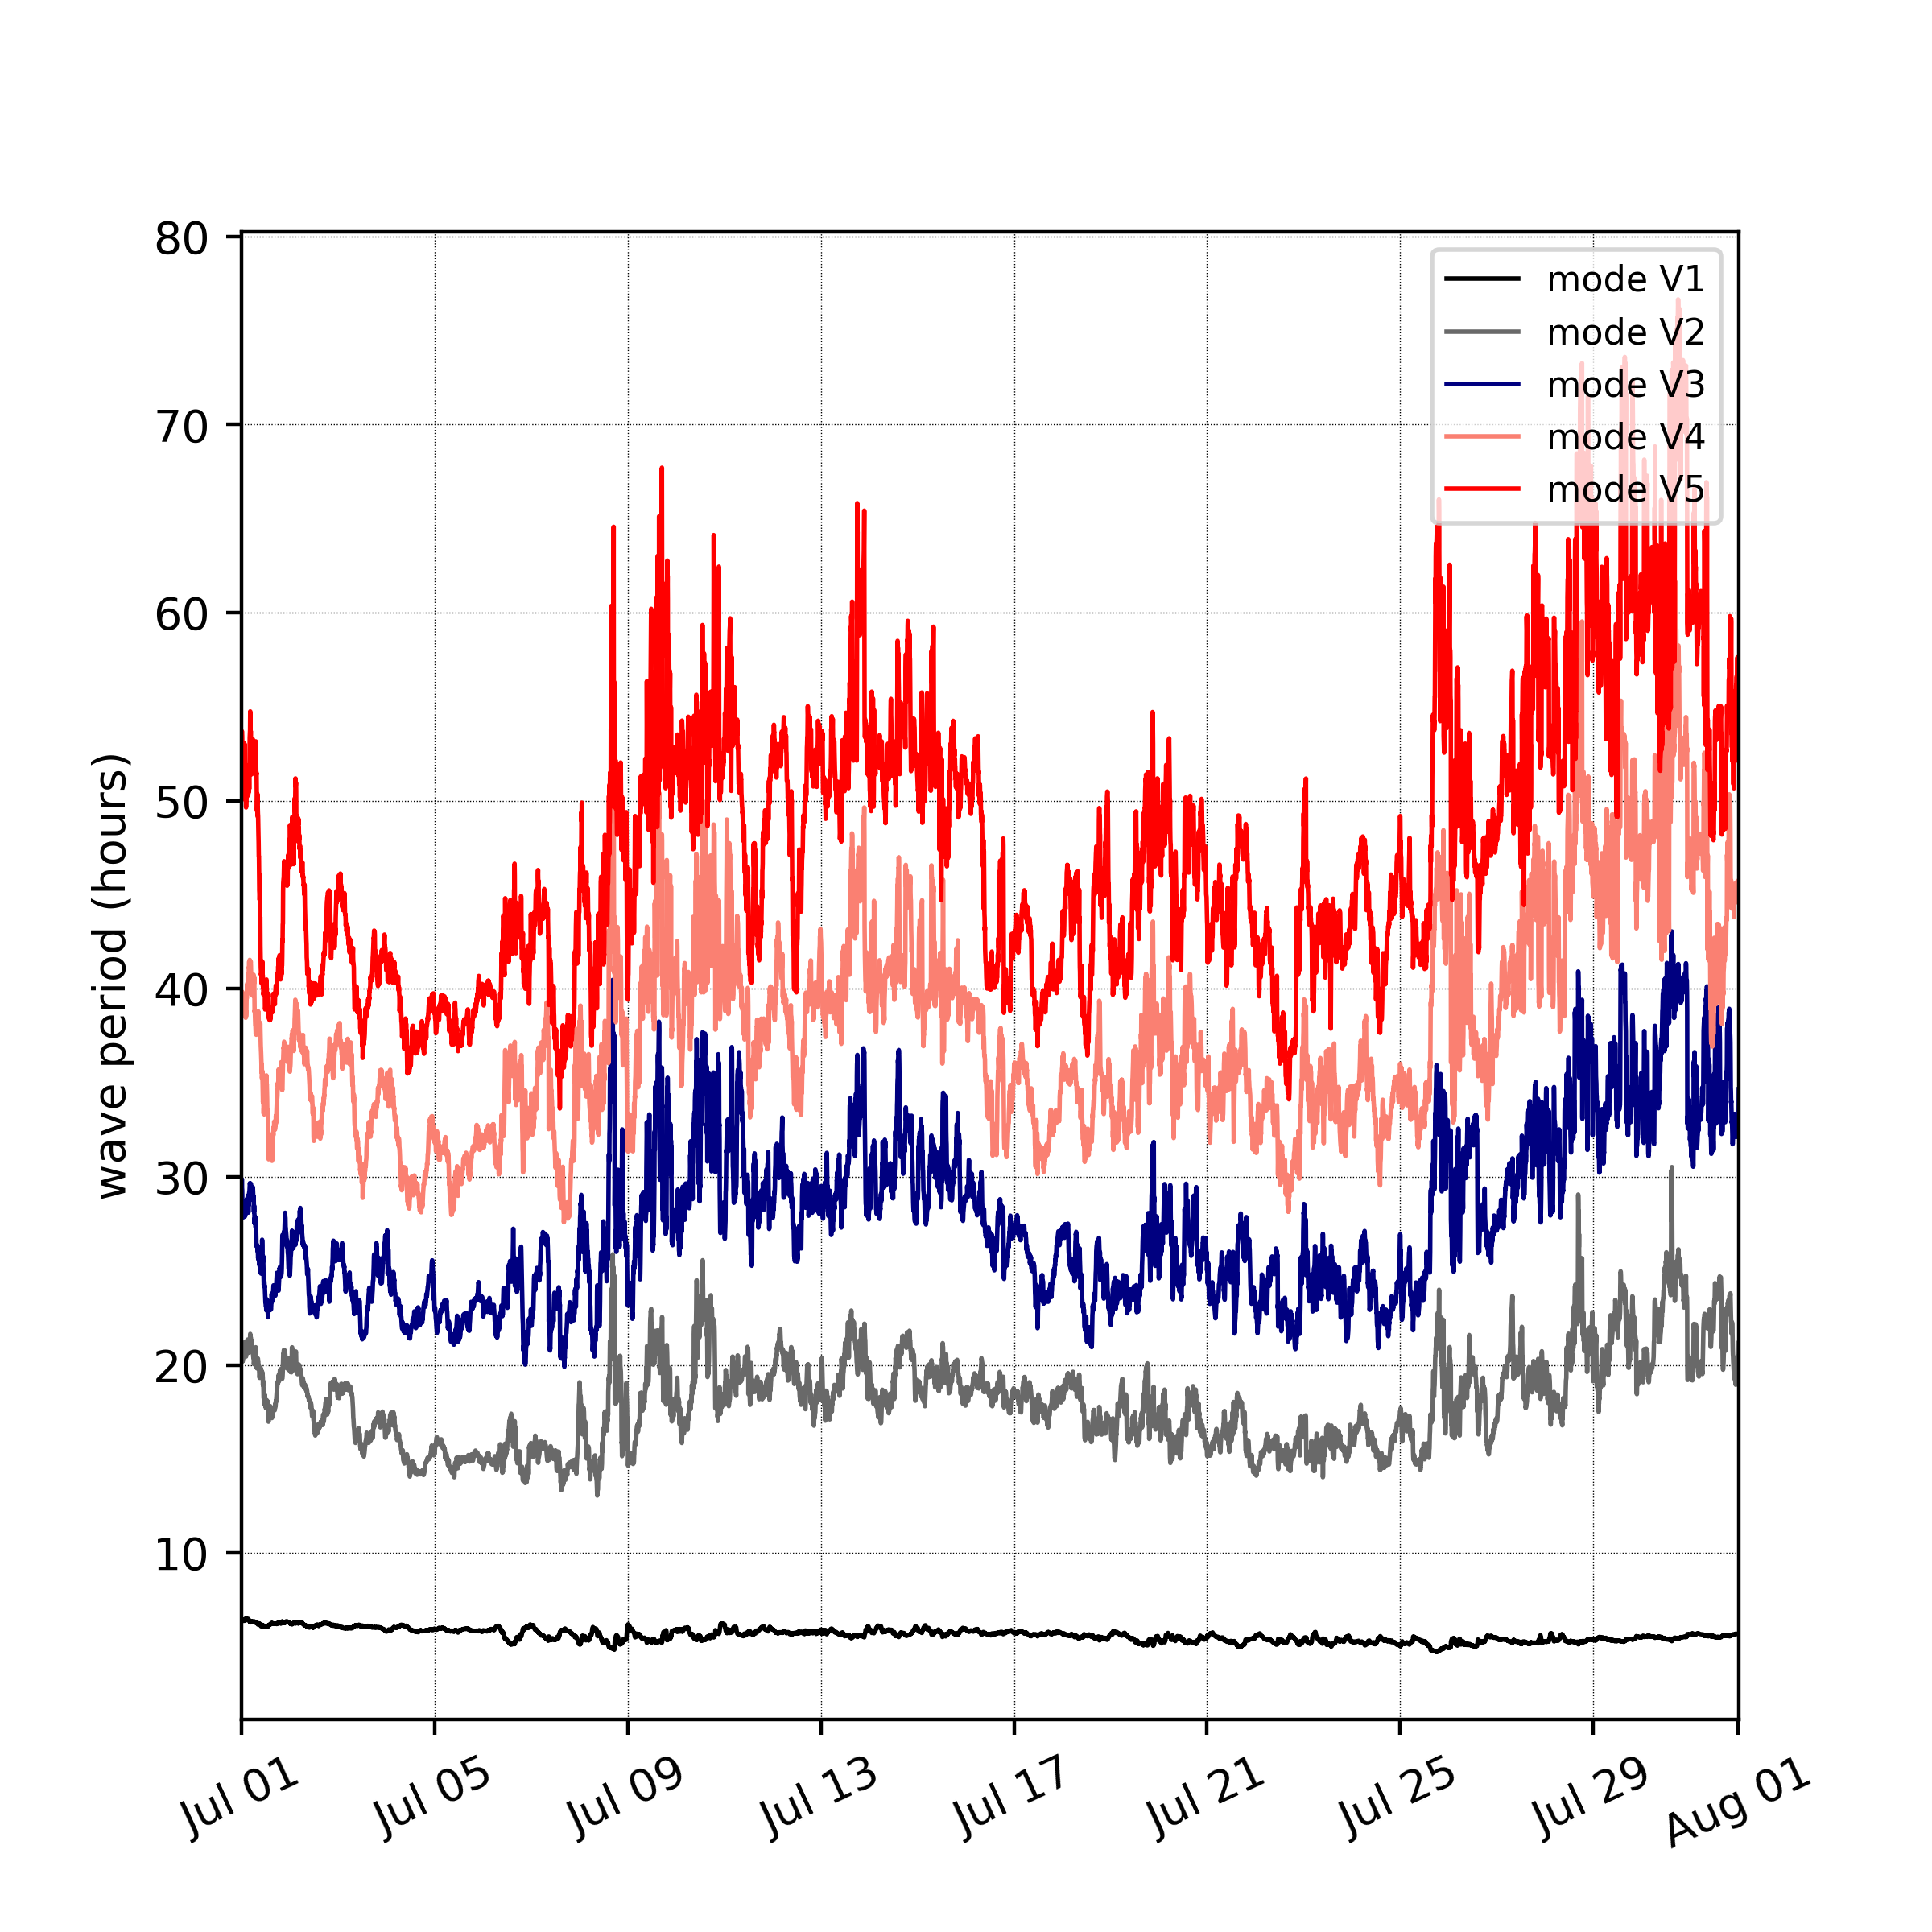 80
70
60
50
40
30
20
10
wave period (hours)
mode V1
mode V2
mode V3
mode V4
mode V5
Jul 01
Jul 05
Jul 09
Jul 13
Jul 17
Jul 21
Jul 25
Jul 29
Aug 01